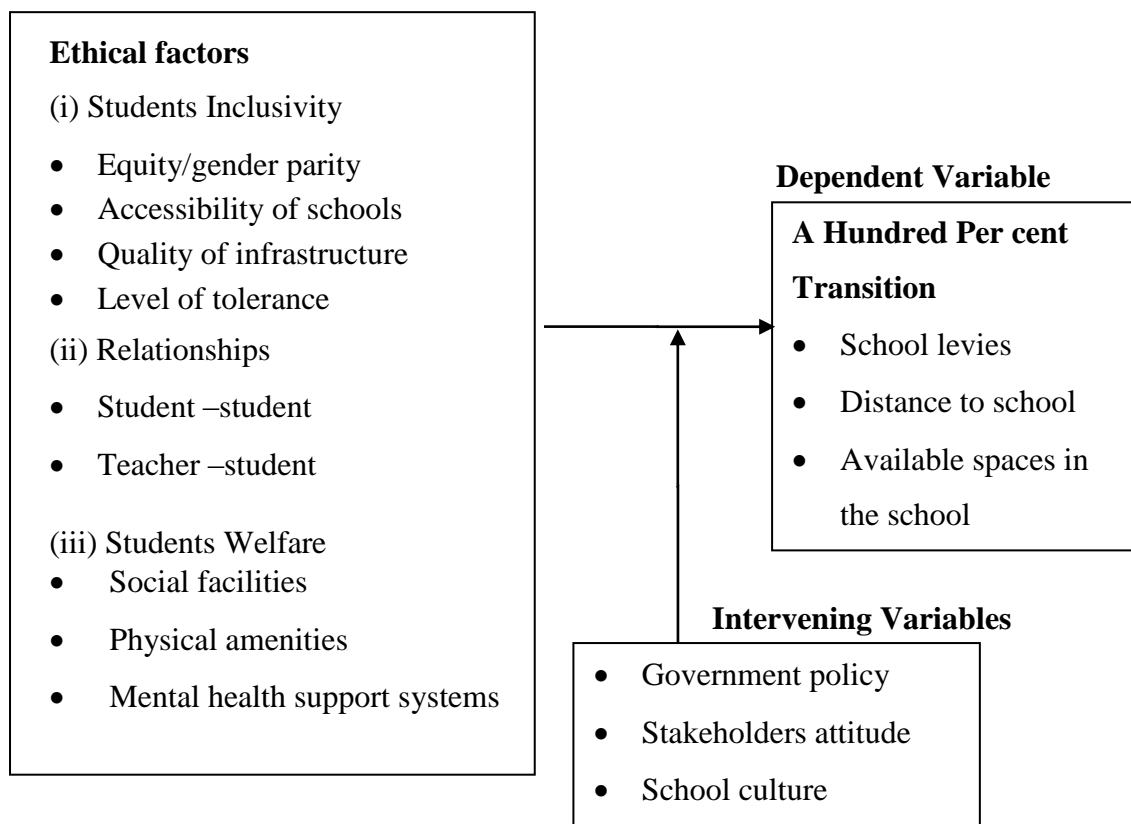 Ethical factors
(i) Students Inclusivity
• Equity/gender parity
• Accessibility of schools
• Quality of infrastructure
• Level of tolerance
(ii) Relationships
• Student –student
• Teacher –student
(iii) Students Welfare
• Social facilities
• Physical amenities
• Mental health support systems
Dependent Variable
A Hundred Per cent
Transition
• School levies
• Distance to school
• Available spaces in
the school
Intervening Variables
• Government policy
• Stakeholders attitude
• School culture